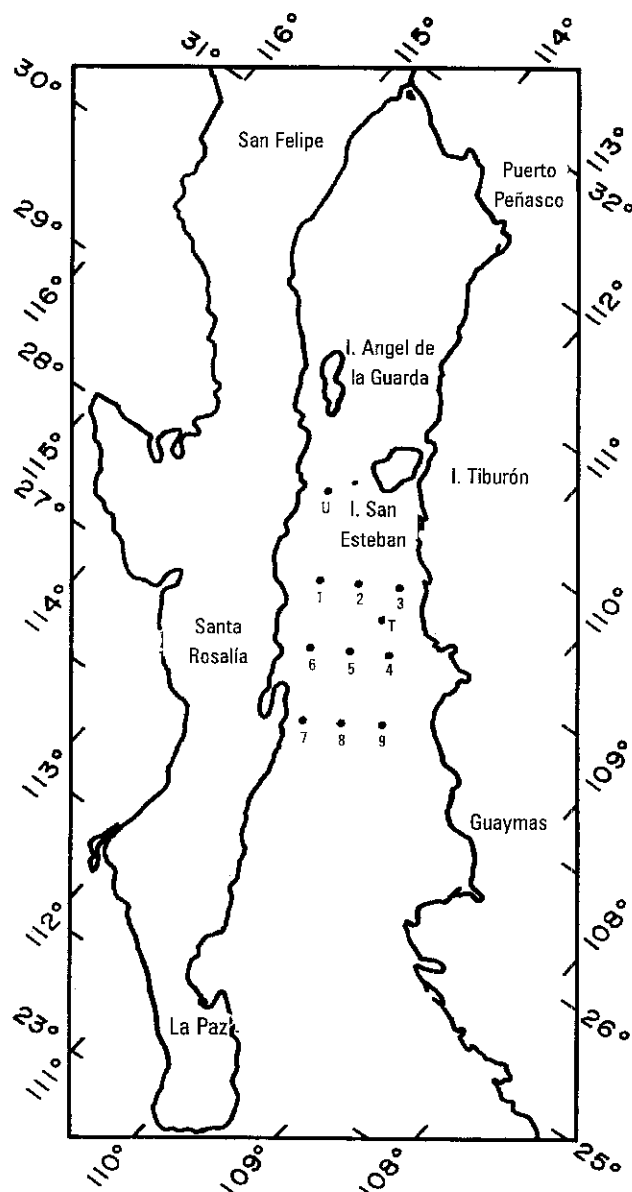 31°
116°
115°
114°
30°
San Felipe
Puerto
Peñasco
113°
32°
29°
116°
112°
28°
I. Angel de
la Guarda
115°
27°
111°
I. Tiburón
U
I. San
Esteban
114°
1
2
3
T
110°
Santa
Rosalía
6
5
4
7
8
9
113°
109°
Guaymas
112°
108°
La Paz
23°
26°
111°
110°
109°
108°
25°